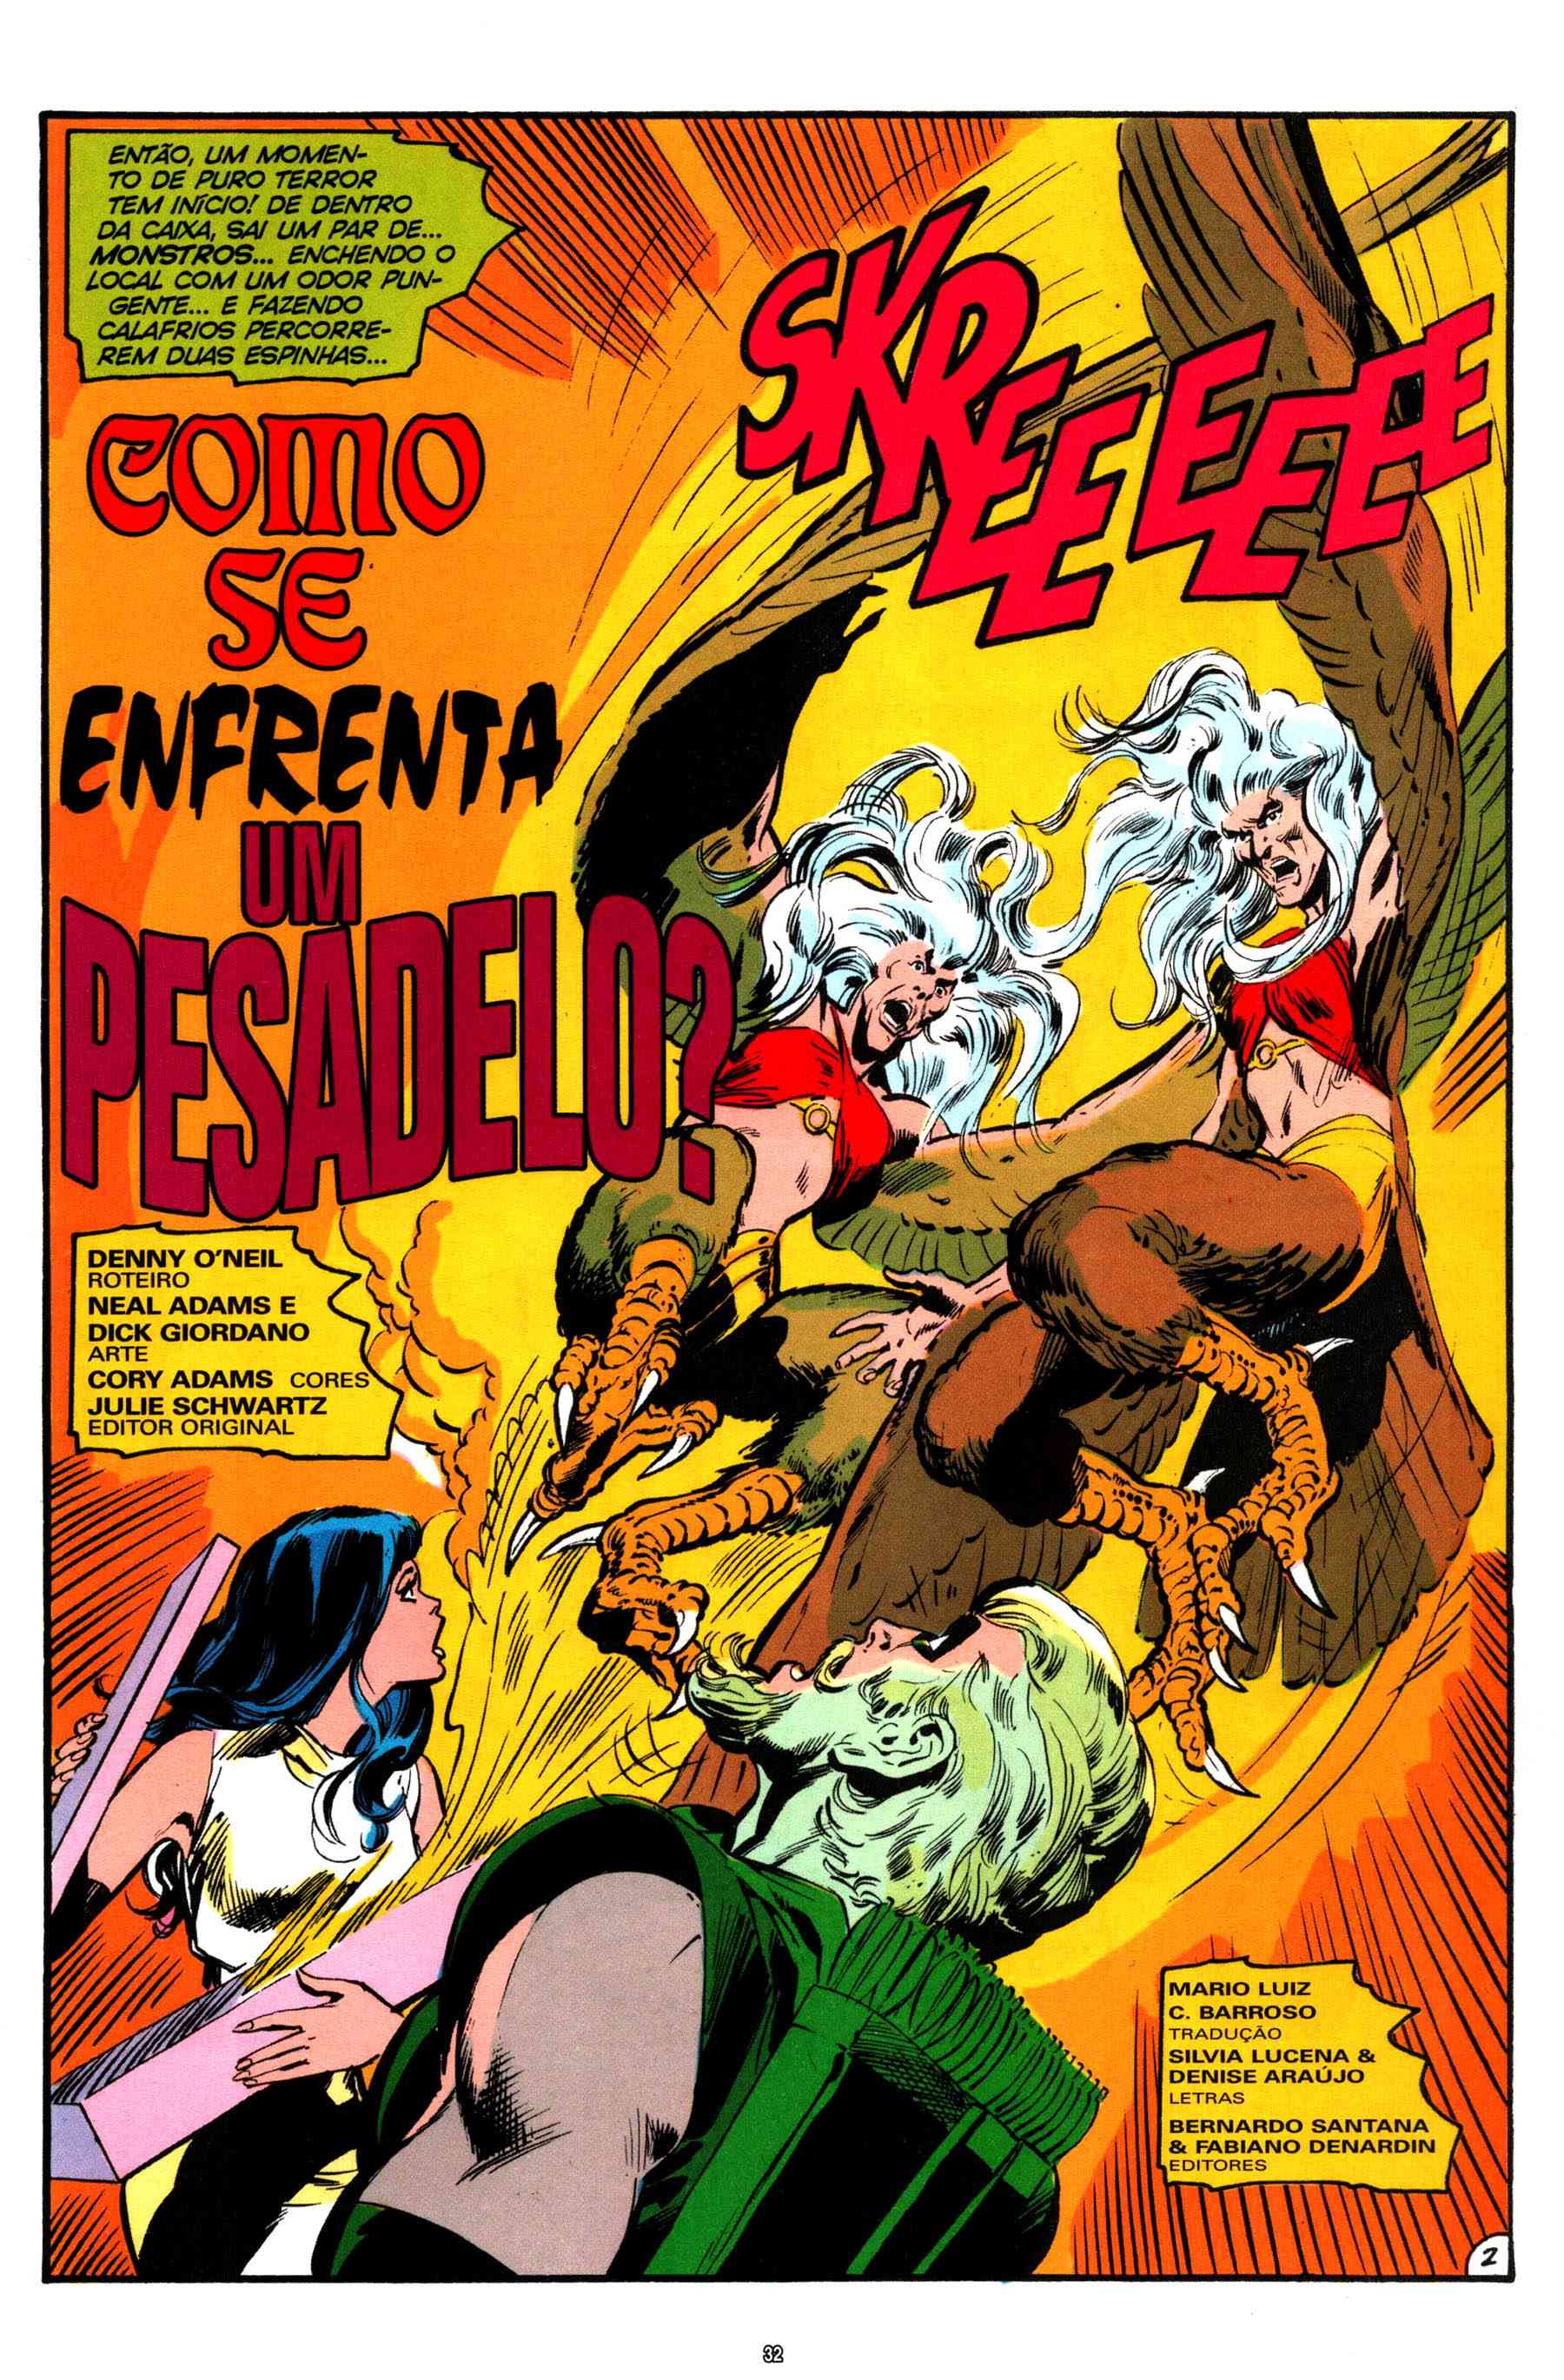 ENTÃO, UM MOMEN-
TO DE PURO TERROR
TEM INÍCIO! DE DENTRO
DA CAIXA, SAI UM PAR DE...
MONSTROS... ENCHENDO O
LOCAL COM UM ODOR PUN-
GENTE... E FAZENDO
CALAFRIOS PERCORRE-
REM DUAS ESPINHAS...
SKREEEEEE
COMO
SE
ENFRENTA
UM
PESADELO?
DENNY O'NEIL
ROTEIRO
NEAL ADAMS E
DICK GIORDANO
ARTE
CORY ADAMS CORES
JULIE SCHWARTZ
EDITOR ORIGINAL
MARIO LUIZ
C. BARROSO
TRADUÇÃO
SILVIA LUCENA &
DENISE ARAÚJO
LETRAS
BERNARDO SANTANA
& FABIANO DENARDIN
EDITORES
2
32